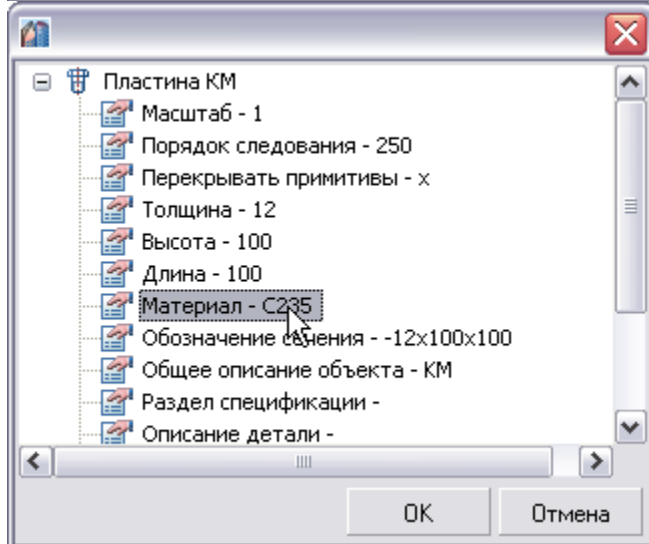 Пластина КМ
Масштаб - 1
Порядок следования - 250
Перекрывать примитивы - x
Толщина - 12
Высота - 100
Длина - 100
Материал - С235
Обозначение сечения - -12x100x100
Общее описание объекта - КМ
Раздел спецификации -
Описание детали -
OK
Отмена